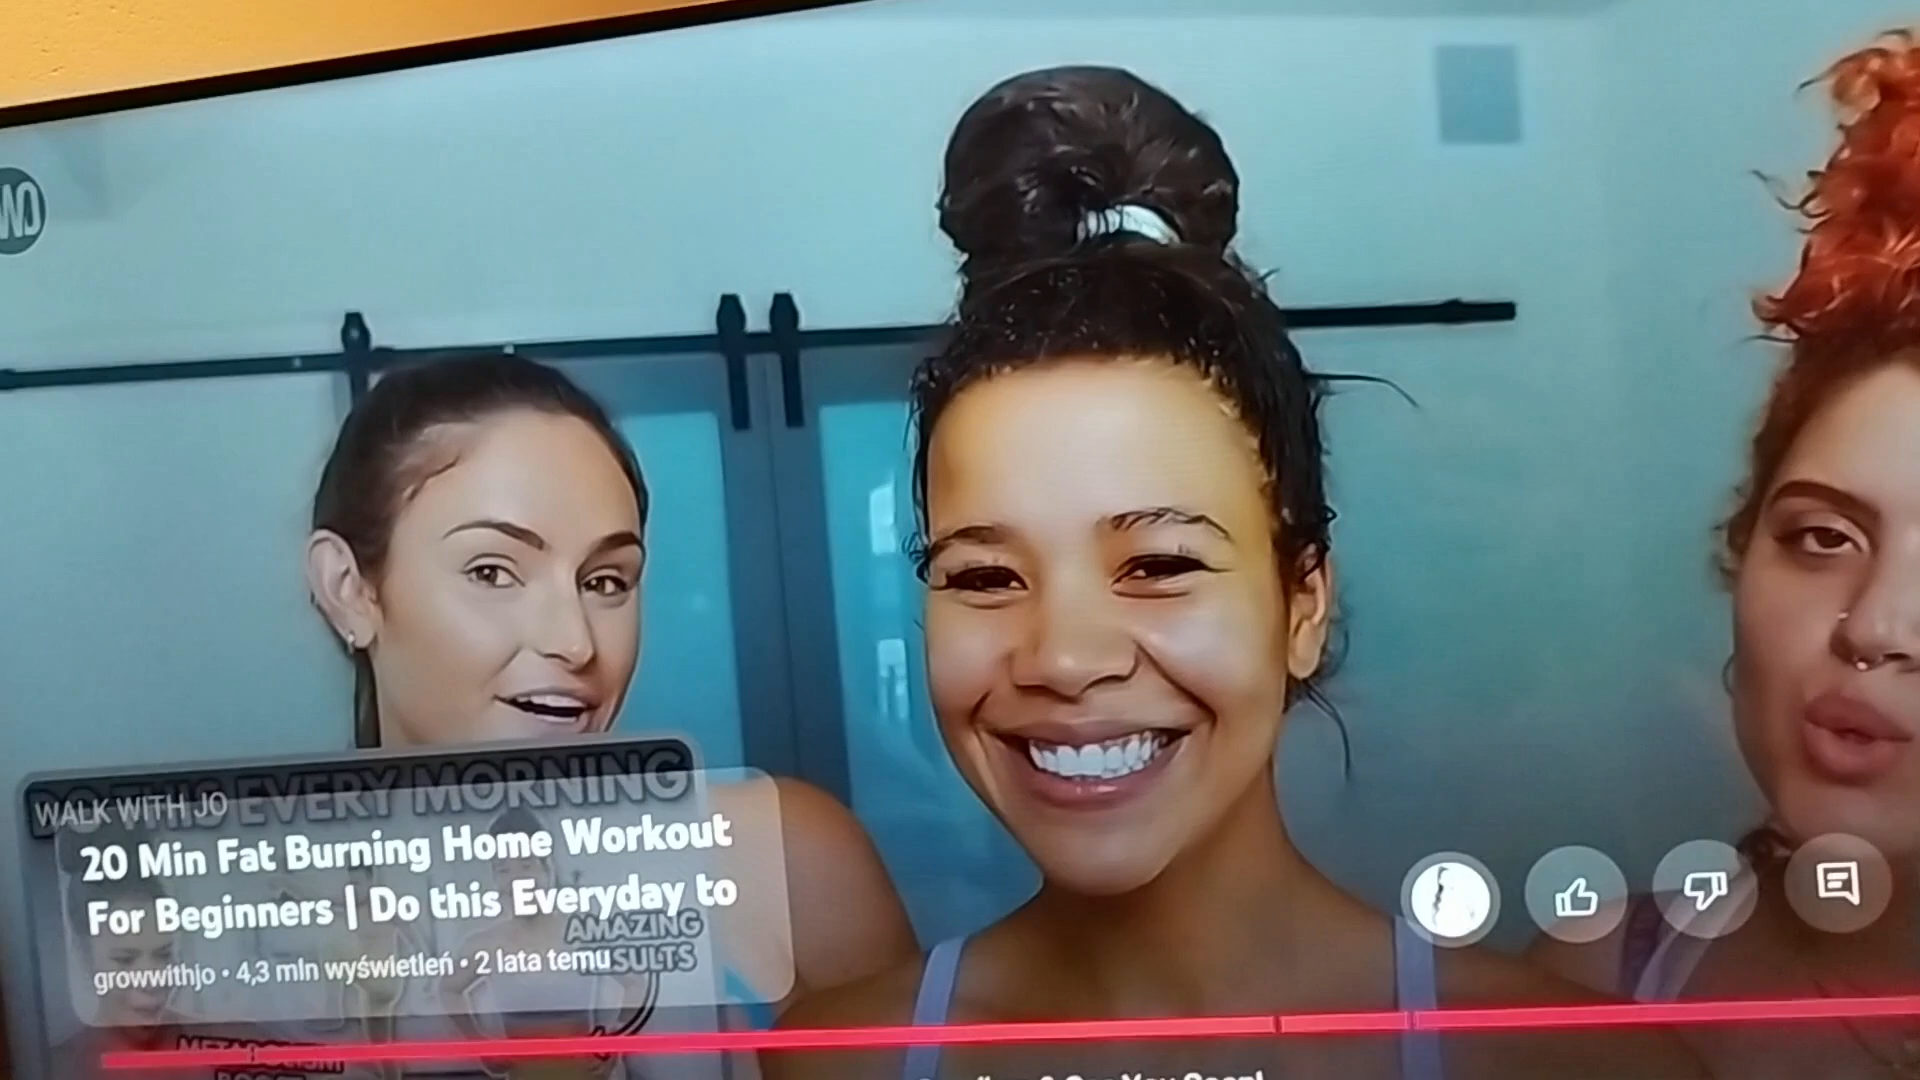 DO THIS EVERY MORNING
WALK WITH JO
20 Min Fat Burning Home Workout
For Beginners | Do this Everyday to
AMAZING
growwithjo • 4,3 mln wyświetleń • 2 lata temu